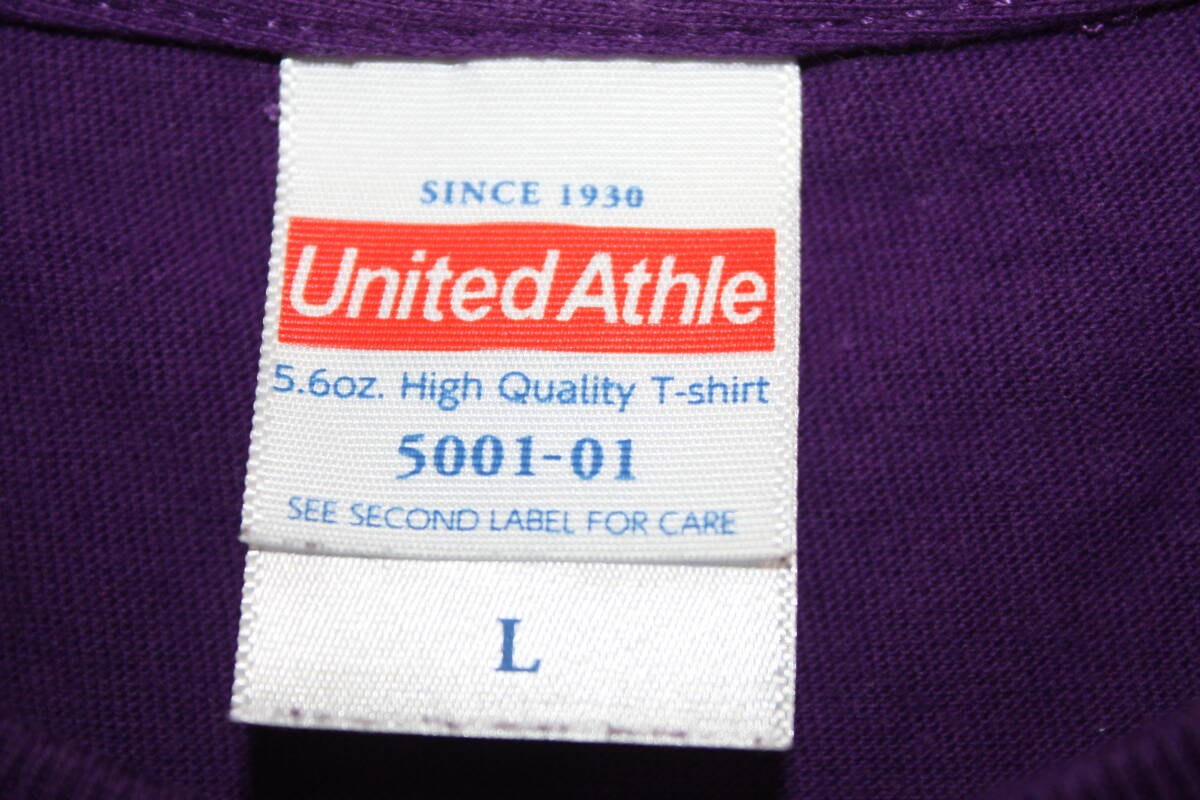 SINCE 1930
United Athle
5.6oz. High Quality T-shirt
5001-01
SEE SECOND LABEL FOR CARE
L